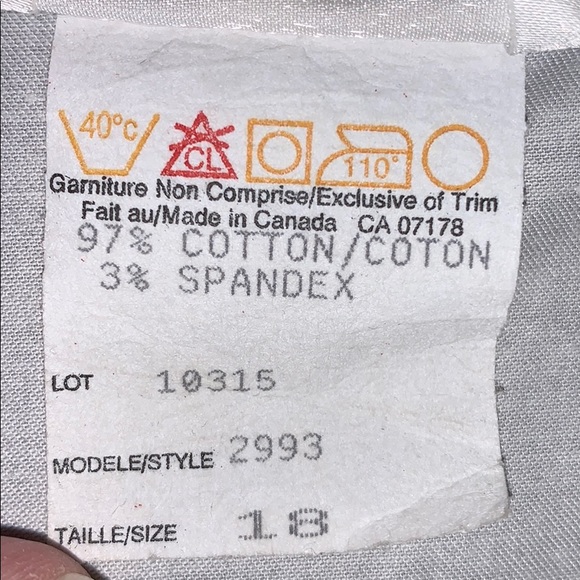 40°C CL 110°
Garniture Non Comprise/Exclusive of Trim
Fait au/Made in Canada CA 07178
97% COTTON/COTON
3% SPANDEX
LOT 10315
MODELE/STYLE 2993
TAILLE/SIZE 18